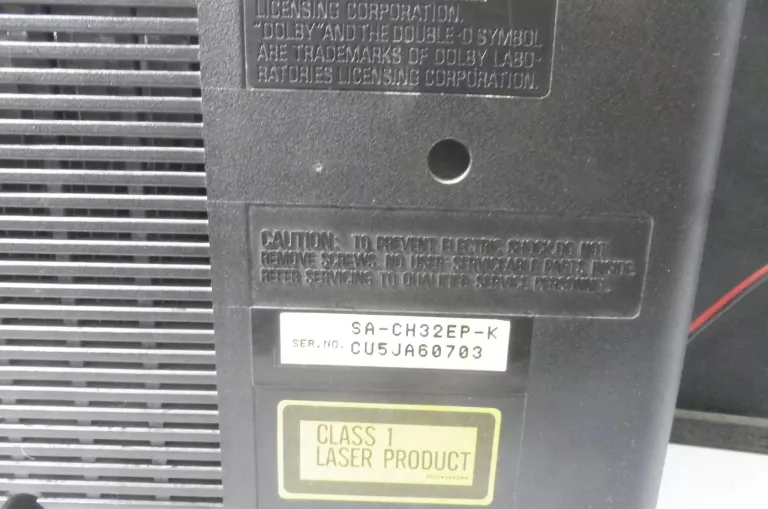 LICENSING CORPORATION.
"DOLBY" AND THE DOUBLE-D SYMBOL
ARE TRADEMARKS OF DOLBY LABO-
RATORIES LICENSING CORPORATION.
CAUTION: TO PREVENT ELECTRIC SHOCK DO NOT
REMOVE SCREWS. NO USER-SERVICEABLE PARTS INSIDE.
REFER SERVICING TO QUALIFIED SERVICE PERSONNEL.
SA-CH32EP-K
SER.NO. CU5JA60703
CLASS 1
LASER PRODUCT